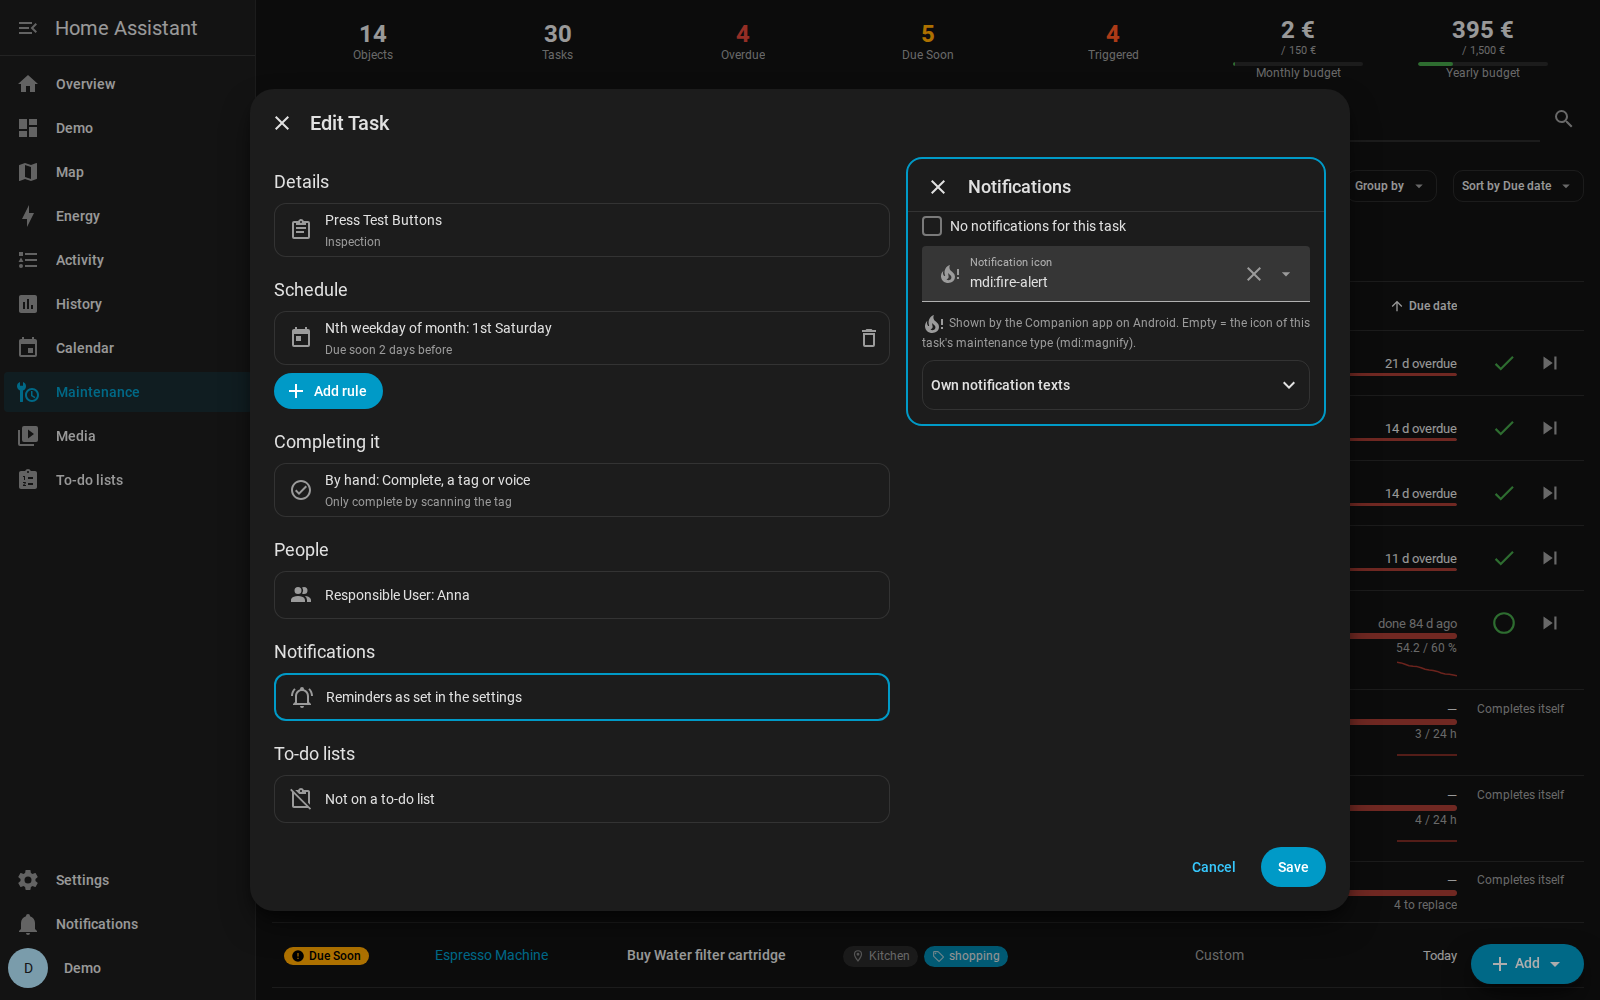 Home Assistant
Overview
Demo
Map
Energy
Activity
History
Calendar
Maintenance
Media
To-do lists
Settings
Notifications
D
Demo
14
Objects
30
Tasks
4
Overdue
5
Due Soon
4
Triggered
2 €
/ 150 €
Monthly budget
395 €
/ 1,500 €
Yearly budget
Group by
Sort by Due date
Due date
21 d overdue
14 d overdue
14 d overdue
11 d overdue
done 84 d ago
54.2 / 60 %
—
Completes itself
3 / 24 h
—
Completes itself
4 / 24 h
—
Completes itself
4 to replace
Due Soon
Espresso Machine
Buy Water filter cartridge
Kitchen
shopping
Custom
Today
Add
Edit Task
Details
Press Test Buttons
Inspection
Schedule
Nth weekday of month: 1st Saturday
Due soon 2 days before
Add rule
Completing it
By hand: Complete, a tag or voice
Only complete by scanning the tag
People
Responsible User: Anna
Notifications
Reminders as set in the settings
To-do lists
Not on a to-do list
Notifications
No notifications for this task
Notification icon
mdi:fire-alert
Shown by the Companion app on Android. Empty = the icon of this
task's maintenance type (mdi:magnify).
Own notification texts
Cancel
Save